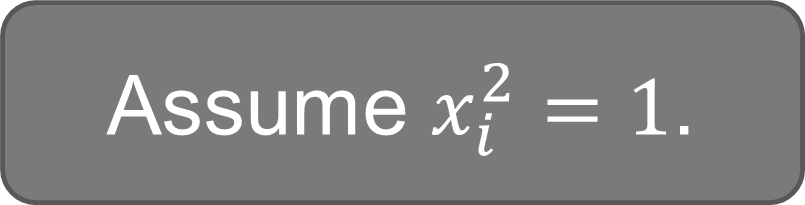 Assume $x_i^2 = 1$.